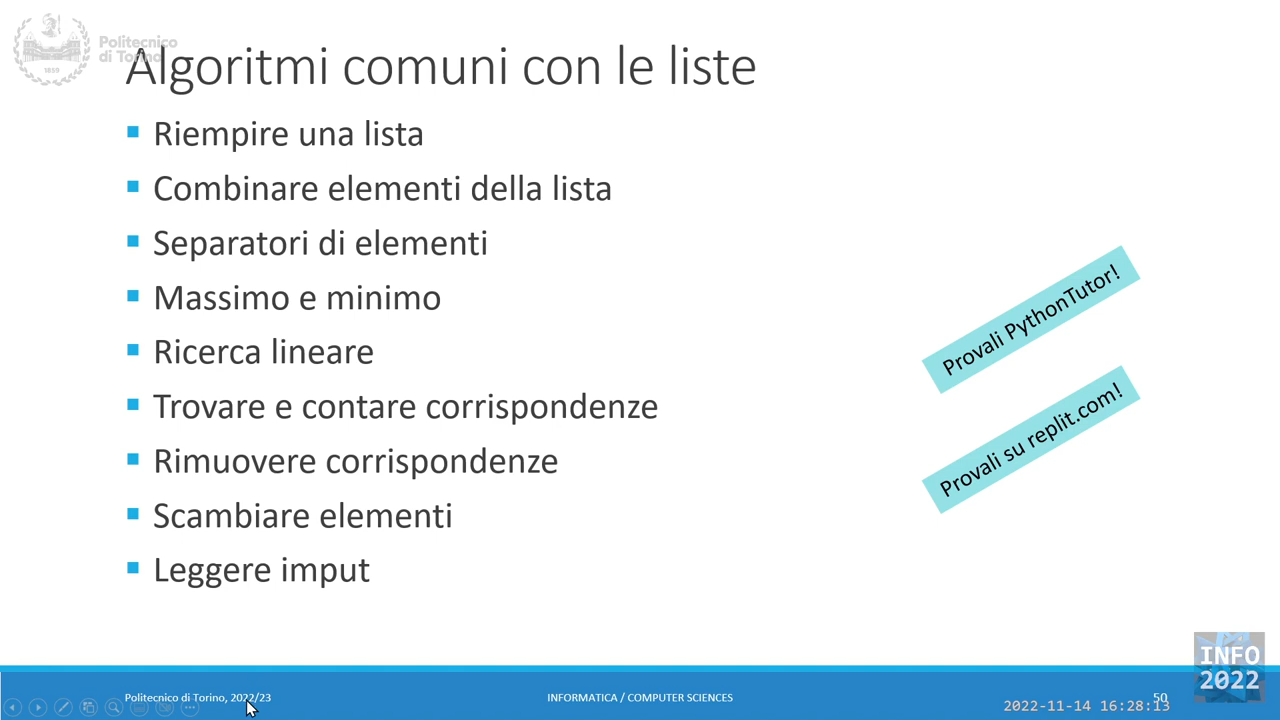 Politecnico
di Torino
1859
Algoritmi comuni con le liste
Riempire una lista
Combinare elementi della lista
Separatori di elementi
Massimo e minimo
Ricerca lineare
Trovare e contare corrispondenze
Rimuovere corrispondenze
Scambiare elementi
Leggere imput
Provali PythonTutor!
Provali su replit.com!
Politecnico di Torino, 2022/23
INFORMATICA / COMPUTER SCIENCES
50
2022-11-14 16:28:13
INFO
2022